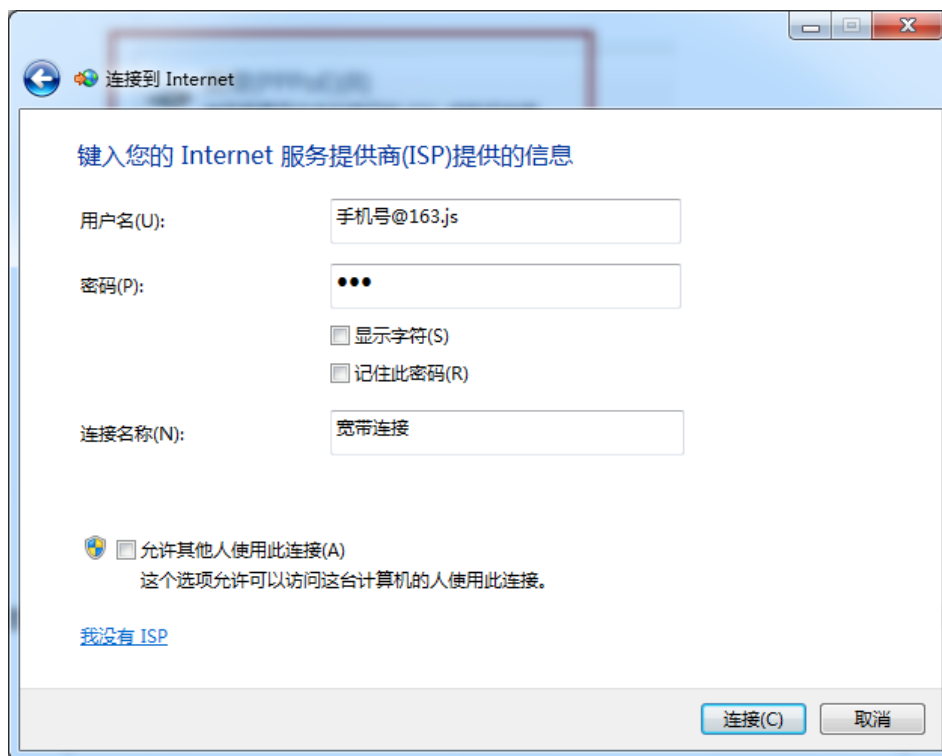 连接到 Internet
键入您的 Internet 服务提供商(ISP)提供的信息
用户名(U):
手机号@163.js
密码(P):
●●●
显示字符(S)
记住此密码(R)
连接名称(N):
宽带连接
允许其他人使用此连接(A)
这个选项允许可以访问这台计算机的人使用此连接。
我没有 ISP
连接(C)
取消